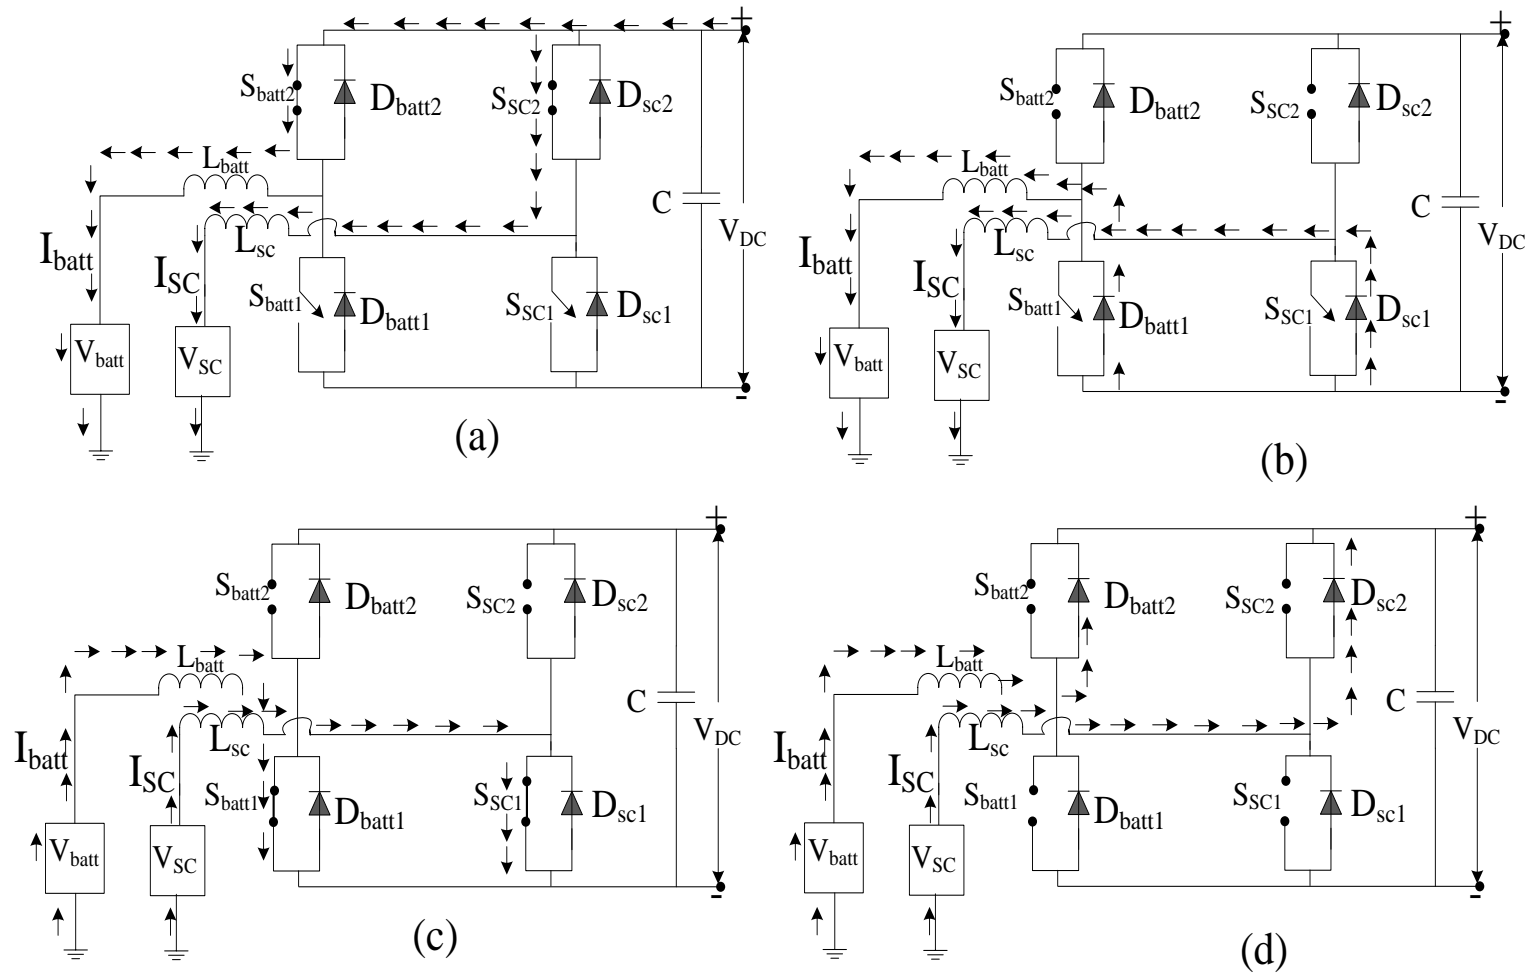 +
S_batt2 D_batt2 S_SC2 D_sc2
L_batt
C V_DC
L_sc
I_batt I_SC
S_batt1 D_batt1 S_SC1 D_sc1
V_batt V_SC
-
(a)
+
S_batt2 D_batt2 S_SC2 D_sc2
L_batt
C V_DC
L_sc
I_batt I_SC
S_batt1 D_batt1 S_SC1 D_sc1
V_batt V_SC
-
(b)
+
S_batt2 D_batt2 S_SC2 D_sc2
L_batt
C V_DC
L_sc
I_batt I_SC
S_batt1 D_batt1 S_SC1 D_sc1
V_batt V_SC
-
(c)
+
S_batt2 D_batt2 S_SC2 D_sc2
L_batt
C V_DC
L_sc
I_batt I_SC
S_batt1 D_batt1 S_SC1 D_sc1
V_batt V_SC
-
(d)